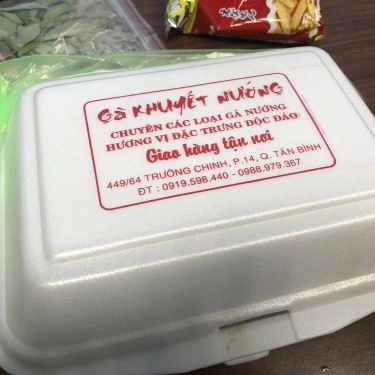 Gà KHUYẾT NƯỚNG
CHUYÊN CÁC LOẠI GÀ NƯỚNG
HƯƠNG VỊ ĐẶC TRƯNG ĐỘC ĐÁO
Giao hàng tận nơi
449/64 TRƯỜNG CHINH, P.14, Q. TÂN BÌNH
ĐT : 0919.598.440 - 0988.979.367